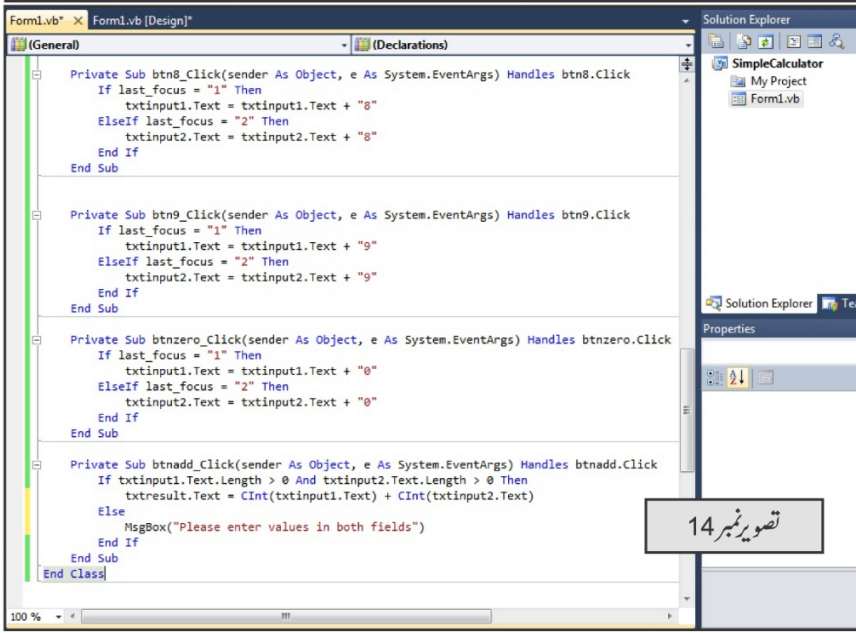 Form1.vb* × Form1.vb [Design]*
(General) (Declarations)
Private Sub btn8_Click(sender As Object, e As System.EventArgs) Handles btn8.Click
If last_focus = "1" Then
txtinput1.Text = txtinput1.Text + "8"
ElseIf last_focus = "2" Then
txtinput2.Text = txtinput2.Text + "8"
End If
End Sub
Private Sub btn9_Click(sender As Object, e As System.EventArgs) Handles btn9.Click
If last_focus = "1" Then
txtinput1.Text = txtinput1.Text + "9"
ElseIf last_focus = "2" Then
txtinput2.Text = txtinput2.Text + "9"
End If
End Sub
Private Sub btnzero_Click(sender As Object, e As System.EventArgs) Handles btnzero.Click
If last_focus = "1" Then
txtinput1.Text = txtinput1.Text + "0"
ElseIf last_focus = "2" Then
txtinput2.Text = txtinput2.Text + "0"
End If
End Sub
Private Sub btnadd_Click(sender As Object, e As System.EventArgs) Handles btnadd.Click
If txtinput1.Text.Length > 0 And txtinput2.Text.Length > 0 Then
txtresult.Text = CInt(txtinput1.Text) + CInt(txtinput2.Text)
Else
MsgBox("Please enter values in both fields")
End If
End Sub
End Class
100 %
Solution Explorer
SimpleCalculator
My Project
Form1.vb
Solution Explorer Tea
Properties
تصویر نمبر 14